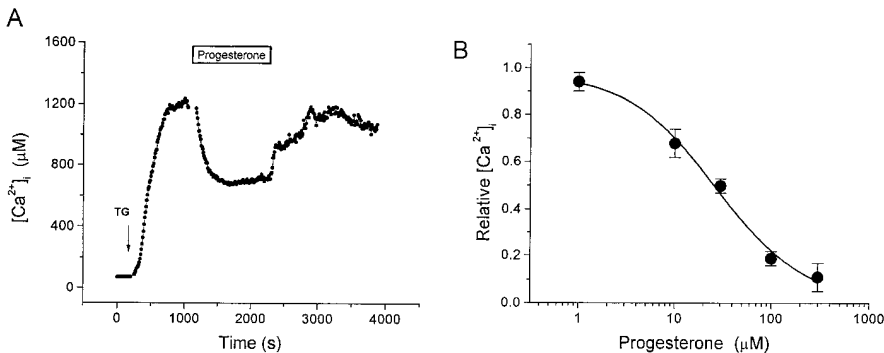 A
[Ca²⁺]ᵢ (μM)
1600
1200
800
400
0
TG
Progesterone
0
1000
2000
3000
4000
Time (s)
B
Relative [Ca²⁺]ᵢ
1.0
0.8
0.6
0.4
0.2
0.0
1
10
100
1000
Progesterone (μM)